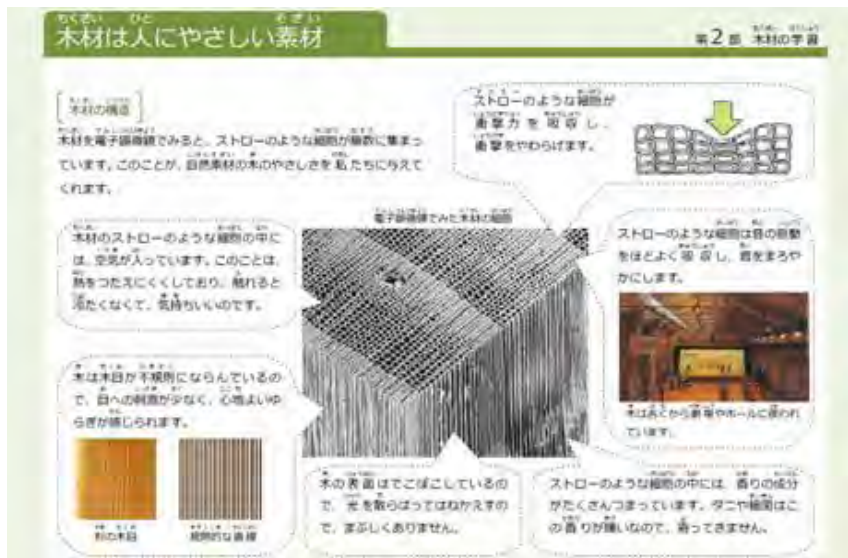 木材は人にやさしい素材
第2部 木材の学習
木材の構造
木材を電子顕微鏡でみると、ストローのような細胞が無数に集まっ
ています。このことが、自然素材の木のやさしさを私たちに与えて
くれます。
ストローのような細胞が
衝撃力を吸収し、
衝撃をやわらげます。
電子顕微鏡でみた木材の細胞
木材のストローのような細胞の中に
は、空気が入っています。このことは、
熱をつたえにくくしており、触れると
冷たくなくて、気持ちいいのです。
ストローのような細胞は音の振動
をほどよく吸収し、音をまろや
かにします。
木は古くから劇場やホールに使われ
ています。
木は木目が不規則にならんでいるの
で、目への刺激が少なく、心地よいゆ
らぎが感じられます。
杉の木目
規則的な直線
木の表面はでこぼこしているの
で、光を散らばってはねかえすの
で、まぶしくありません。
ストローのような細胞の中には、香りの成分
がたくさんつまっています。ダニや細菌はこ
の香りが嫌いなので、寄ってきません。